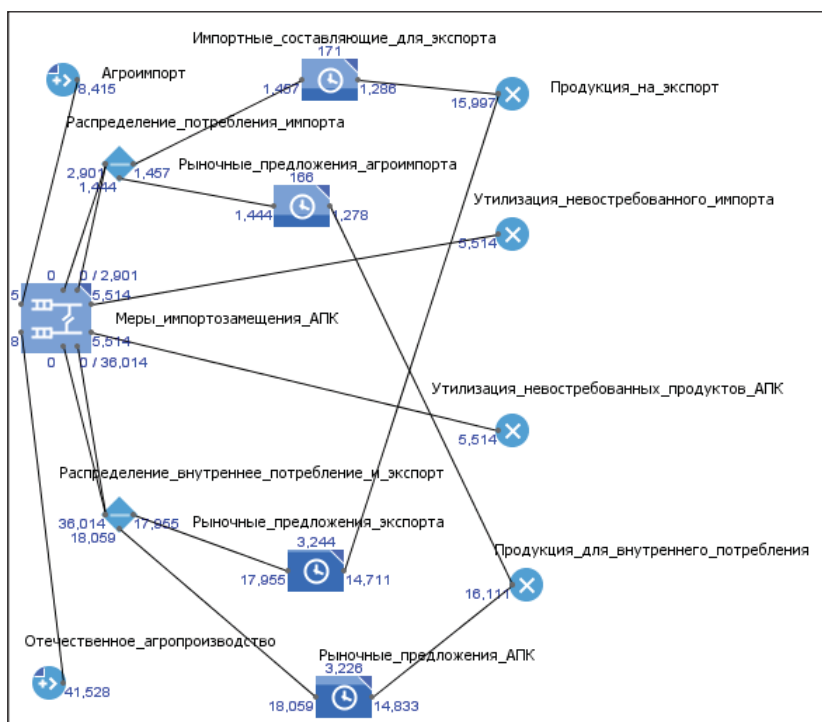 Импортные_составляющие_для_экспорта
171
Агроимпорт
8,415
1,457
1,286
15,997
Продукция_на_экспорт
Распределение_потребления_импорта
2,901
1,457
1,444
Рыночные_предложения_агроимпорта
166
1,444
1,278
Утилизация_невостребованного_импорта
5,514
0
0 / 2,901
5
5,514
Меры_импортозамещения_АПК
8
5,514
0
0 / 36,014
Утилизация_невостребованных_продуктов_АПК
5,514
Распределение_внутреннее_потребление_и_экспорт
36,014
17,955
18,059
Рыночные_предложения_экспорта
3,244
17,955
14,711
Продукция_для_внутреннего_потребления
16,111
Отечественное_агропроизводство
41,528
Рыночные_предложения_АПК
3,226
18,059
14,833